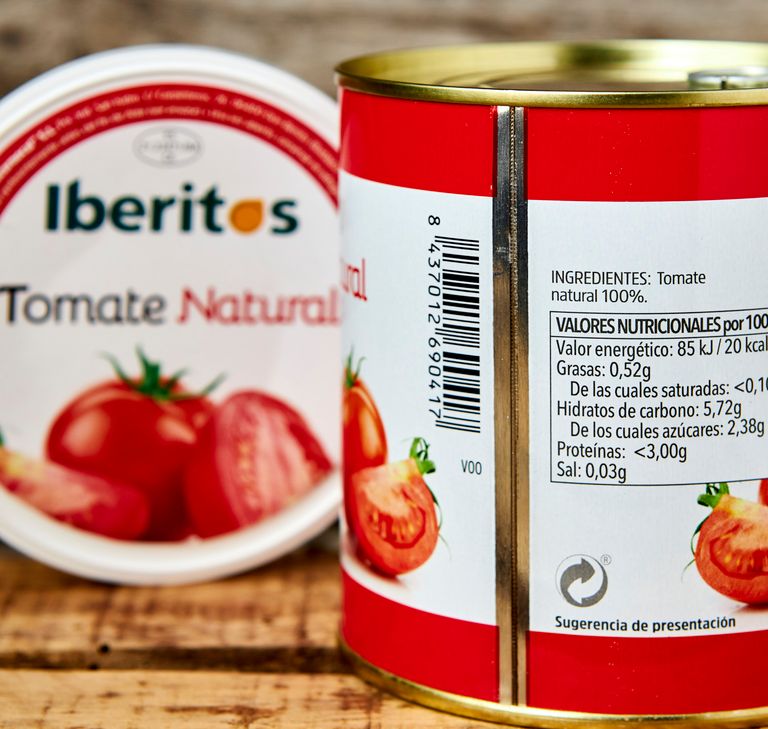 Iberitos
Tomate Natural
ural
8 437012 690417
V00
INGREDIENTES: Tomate
natural 100%.
VALORES NUTRICIONALES por 100
Valor energético: 85 kJ / 20 kcal
Grasas: 0,52g
De las cuales saturadas: <0,10
Hidratos de carbono: 5,72g
De los cuales azúcares: 2,38g
Proteínas: <3,00g
Sal: 0,03g
®
Sugerencia de presentación